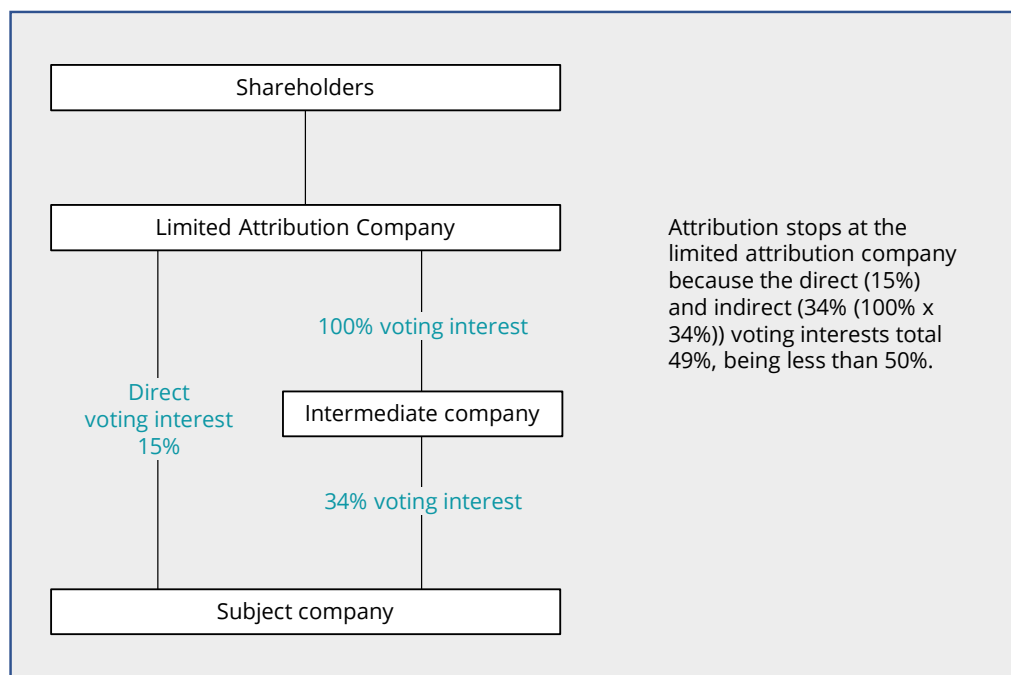 Shareholders
Limited Attribution Company
Attribution stops at the
limited attribution company
because the direct (15%)
and indirect (34% (100% x
34%)) voting interests total
49%, being less than 50%.
100% voting interest
Direct
voting interest
15%
Intermediate company
34% voting interest
Subject company